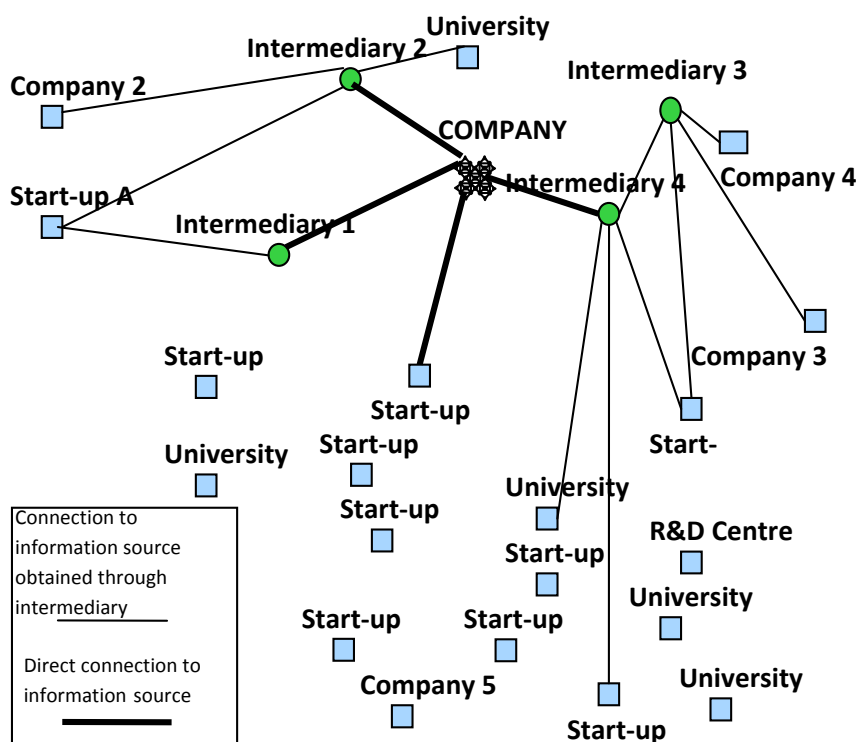 University
Intermediary 2
Intermediary 3
Company 2
COMPANY
Company 4
Start-up A
Intermediary 4
Intermediary 1
Start-up
Company 3
Start-up
Start-
Start-up
University
University
Start-up
R&D Centre
Start-up
University
Start-up
Start-up
Company 5
University
Start-up
Connection to
information source
obtained through
intermediary
Direct connection to
information source